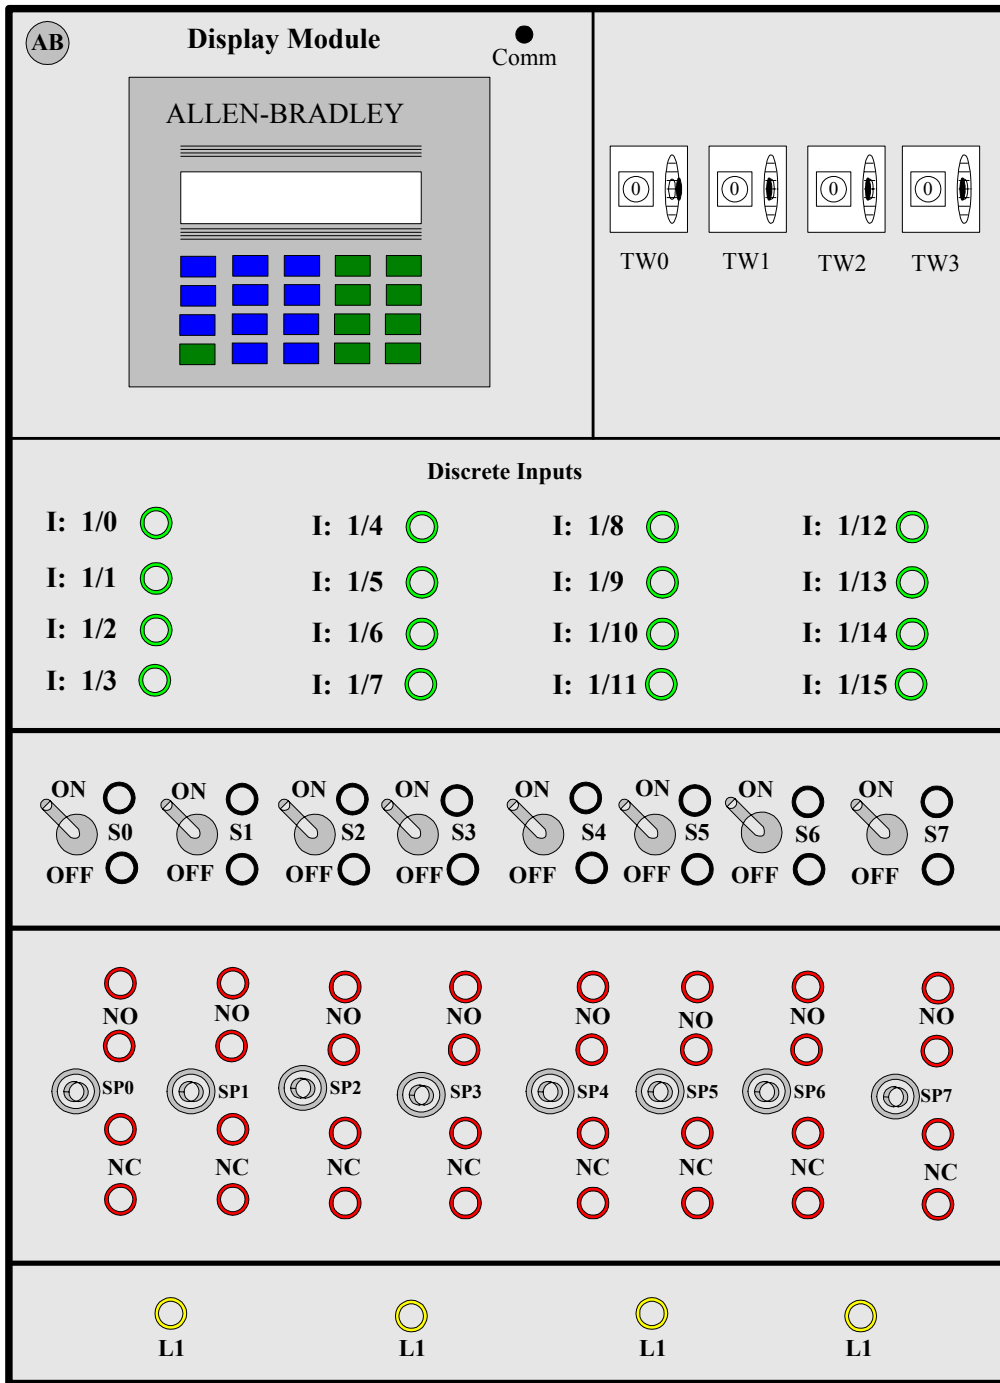 AB Display Module Comm
ALLEN-BRADLEY
0 0 0 0
TW0 TW1 TW2 TW3
Discrete Inputs
I: 1/0 I: 1/4 I: 1/8 I: 1/12
I: 1/1 I: 1/5 I: 1/9 I: 1/13
I: 1/2 I: 1/6 I: 1/10 I: 1/14
I: 1/3 I: 1/7 I: 1/11 I: 1/15
ON ON ON ON ON ON ON ON
S0 S1 S2 S3 S4 S5 S6 S7
OFF OFF OFF OFF OFF OFF OFF OFF
NO NO NO NO NO NO NO NO
SP0 SP1 SP2 SP3 SP4 SP5 SP6 SP7
NC NC NC NC NC NC NC NC
L1 L1 L1 L1